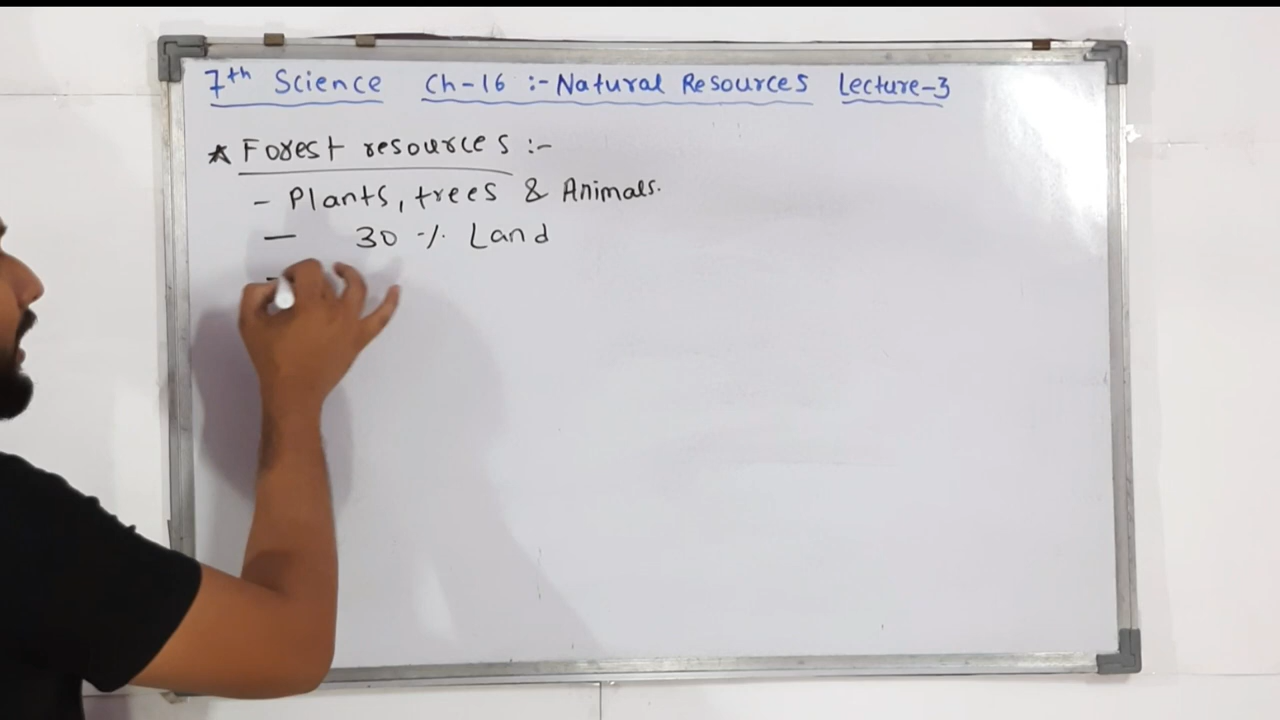 7th Science Ch-16 :- Natural Resources Lecture-3
★ Forest resources :-
- Plants, trees & Animals.
- 30 % Land
-